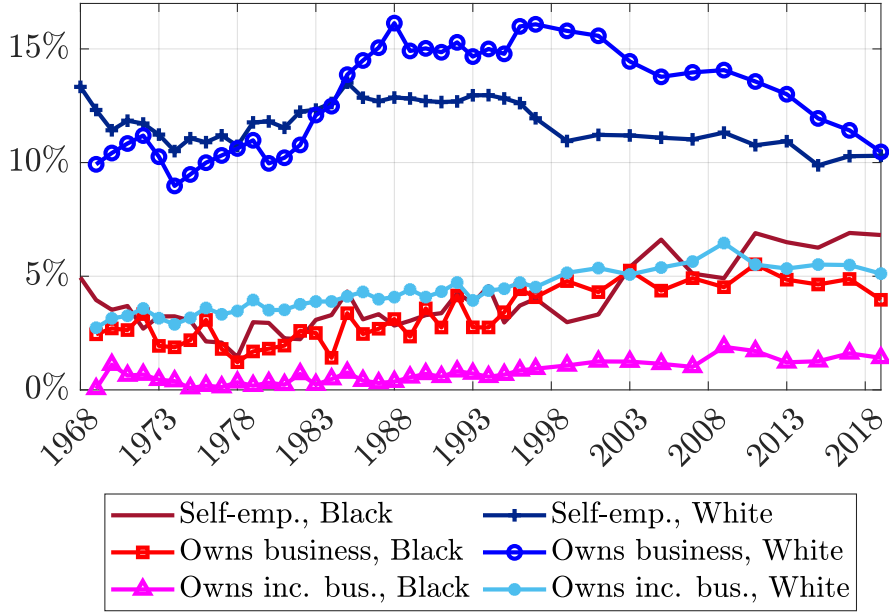 15%
10%
5%
0%
1968 1973 1978 1983 1988 1993 1998 2003 2008 2013 2018
Self-emp., Black Self-emp., White
Owns business, Black Owns business, White
Owns inc. bus., Black Owns inc. bus., White